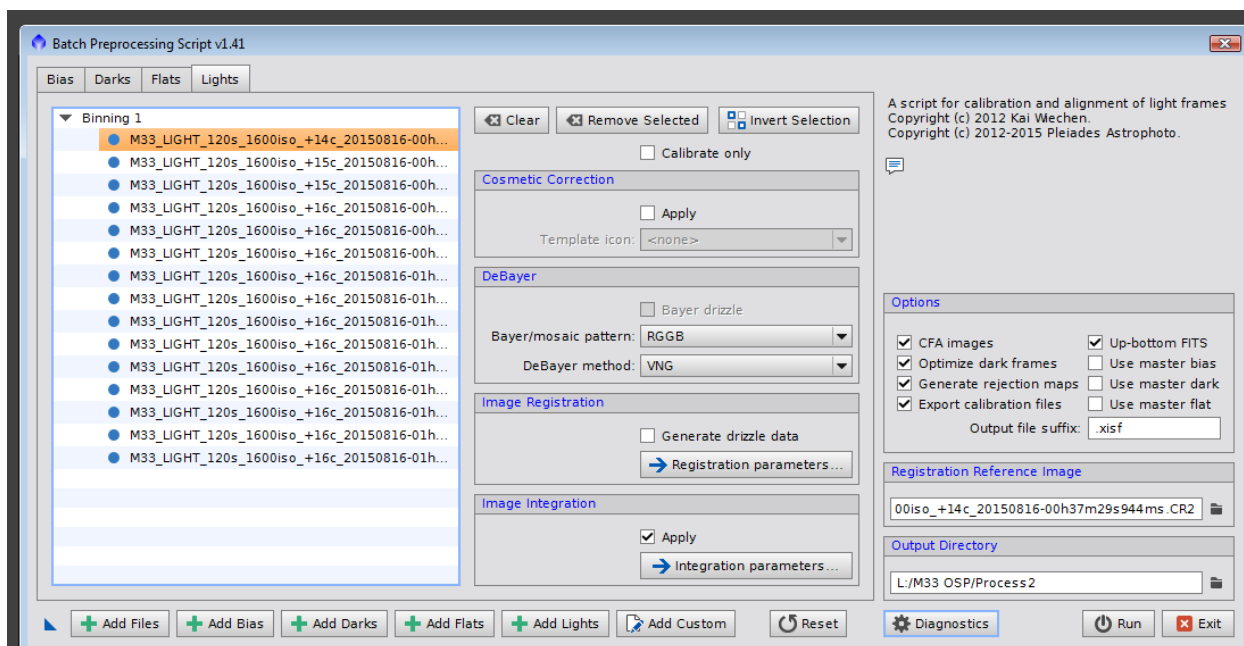 Batch Preprocessing Script v1.41
Bias Darks Flats Lights
Binning 1
M33_LIGHT_120s_1600iso_+14c_20150816-00h...
M33_LIGHT_120s_1600iso_+15c_20150816-00h...
M33_LIGHT_120s_1600iso_+15c_20150816-00h...
M33_LIGHT_120s_1600iso_+16c_20150816-00h...
M33_LIGHT_120s_1600iso_+16c_20150816-00h...
M33_LIGHT_120s_1600iso_+16c_20150816-00h...
M33_LIGHT_120s_1600iso_+16c_20150816-01h...
M33_LIGHT_120s_1600iso_+16c_20150816-01h...
M33_LIGHT_120s_1600iso_+16c_20150816-01h...
M33_LIGHT_120s_1600iso_+16c_20150816-01h...
M33_LIGHT_120s_1600iso_+16c_20150816-01h...
M33_LIGHT_120s_1600iso_+16c_20150816-01h...
M33_LIGHT_120s_1600iso_+16c_20150816-01h...
M33_LIGHT_120s_1600iso_+16c_20150816-01h...
M33_LIGHT_120s_1600iso_+16c_20150816-01h...
Clear Remove Selected Invert Selection
Calibrate only
Cosmetic Correction
Apply
Template icon: <none>
DeBayer
Bayer drizzle
Bayer/mosaic pattern: RGGB
DeBayer method: VNG
Image Registration
Generate drizzle data
Registration parameters...
Image Integration
Apply
Integration parameters...
A script for calibration and alignment of light frames
Copyright (c) 2012 Kai Wiechen.
Copyright (c) 2012-2015 Pleiades Astrophoto.
Options
CFA images Up-bottom FITS
Optimize dark frames Use master bias
Generate rejection maps Use master dark
Export calibration files Use master flat
Output file suffix: .xisf
Registration Reference Image
00iso_+14c_20150816-00h37m29s944ms.CR2
Output Directory
L:/M33 OSP/Process2
Add Files Add Bias Add Darks Add Flats Add Lights Add Custom Reset Diagnostics Run Exit